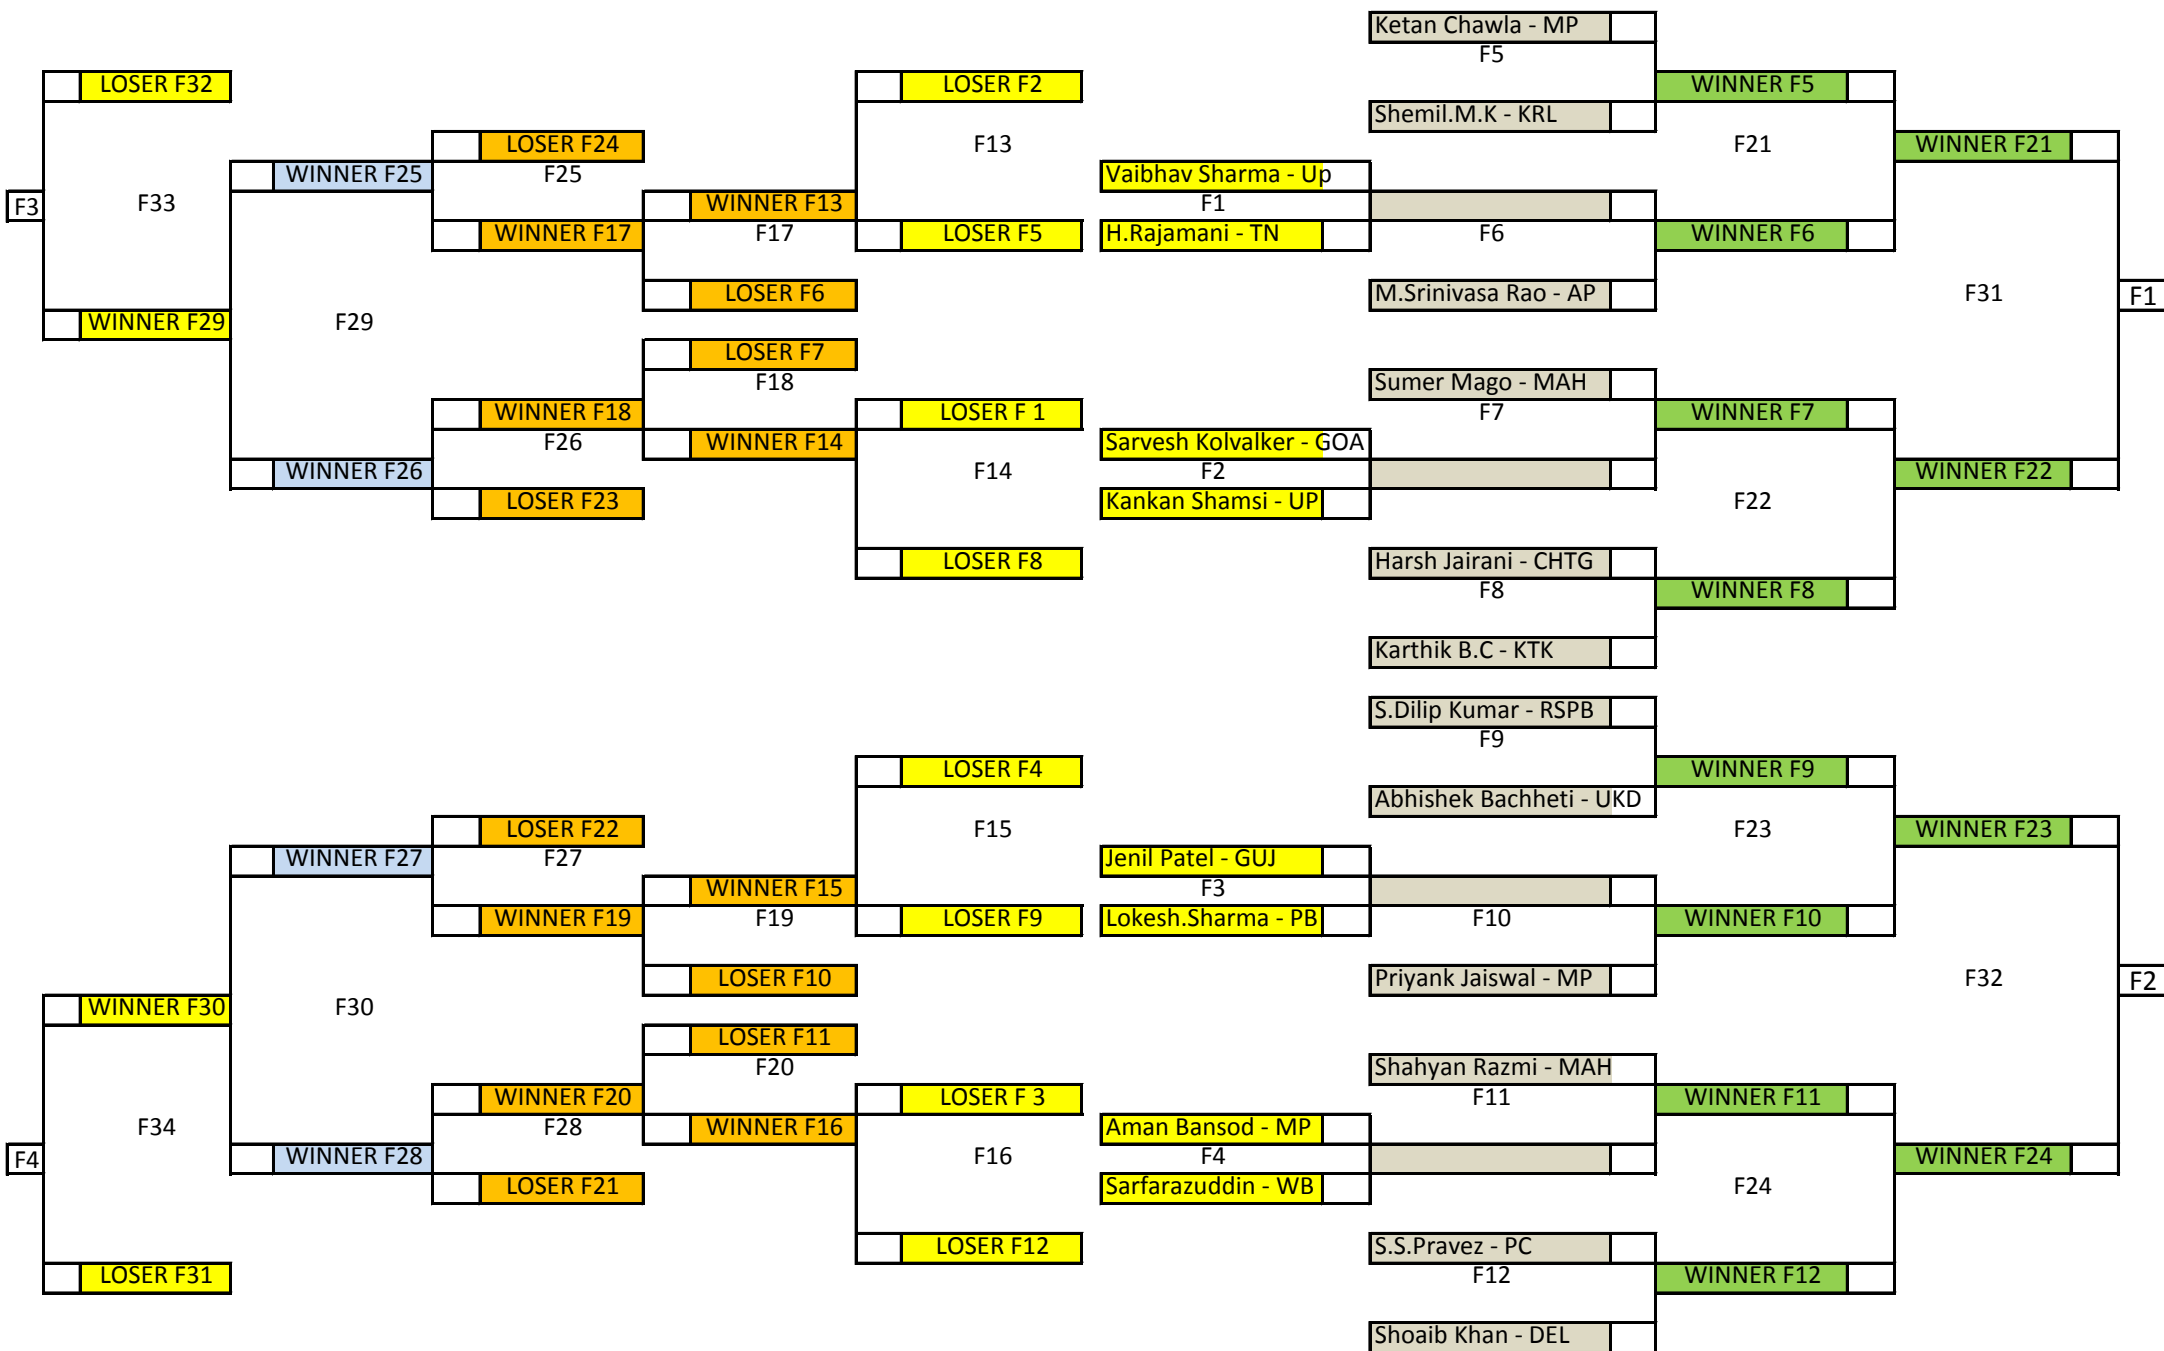 Ketan Chawla - MP
F5
LOSER F32
LOSER F2
WINNER F5
Shemil.M.K - KRL
LOSER F24
F13
F21
WINNER F21
WINNER F25
F25
Vaibhav Sharma - Up
F3
F33
WINNER F13
F1
WINNER F17
F17
LOSER F5
H.Rajamani - TN
F6
WINNER F6
LOSER F6
M.Srinivasa Rao - AP
F31
F1
WINNER F29
F29
LOSER F7
F18
Sumer Mago - MAH
WINNER F18
LOSER F 1
F7
WINNER F7
F26
WINNER F14
Sarvesh Kolvalker - GOA
WINNER F26
F14
F2
WINNER F22
LOSER F23
Kankan Shamsi - UP
F22
LOSER F8
Harsh Jairani - CHTG
F8
WINNER F8
Karthik B.C - KTK
S.Dilip Kumar - RSPB
F9
LOSER F4
WINNER F9
Abhishek Bachheti - UKD
LOSER F22
F15
F23
WINNER F23
WINNER F27
F27
Jenil Patel - GUJ
WINNER F15
F3
WINNER F19
F19
LOSER F9
Lokesh.Sharma - PB
F10
WINNER F10
LOSER F10
Priyank Jaiswal - MP
F32
F2
WINNER F30
F30
LOSER F11
F20
Shahyan Razmi - MAH
WINNER F20
LOSER F 3
F11
WINNER F11
F34
F28
WINNER F16
Aman Bansod - MP
F4
WINNER F28
F16
F4
WINNER F24
LOSER F21
Sarfarazuddin - WB
F24
LOSER F12
S.S.Pravez - PC
LOSER F31
F12
WINNER F12
Shoaib Khan - DEL